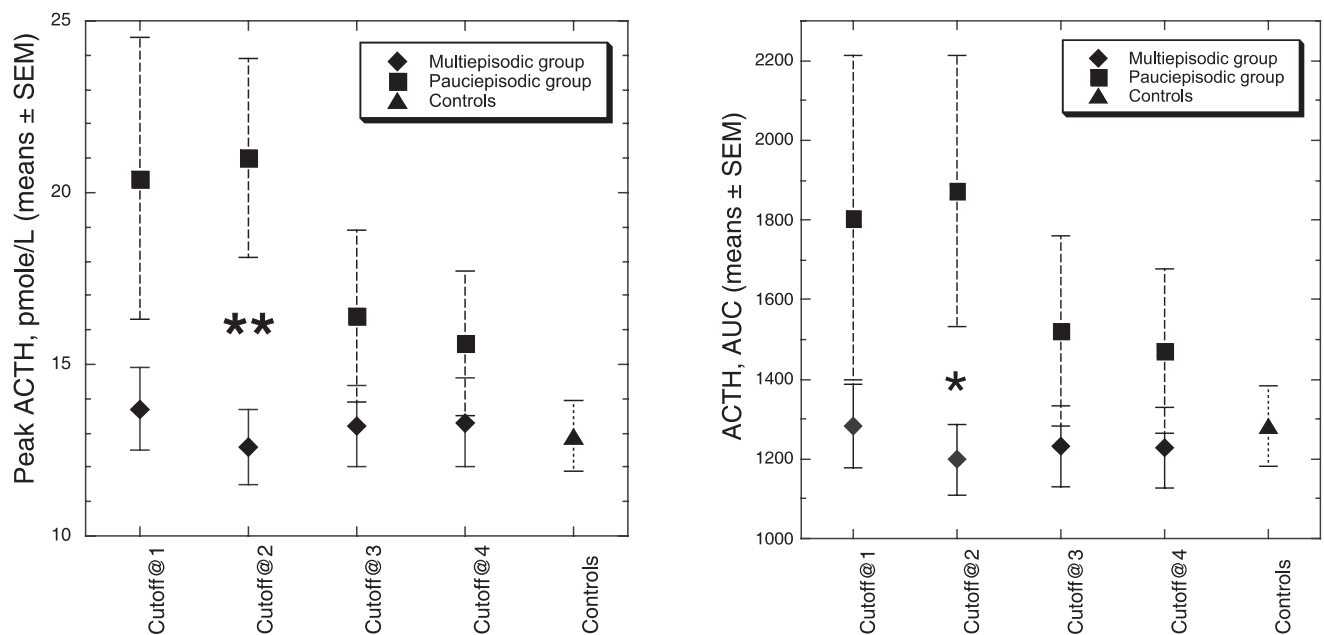 Peak ACTH, pmole/L (means ± SEM)
25
20
15
10
Multiepisodic group
Pauciepisodic group
Controls
**
Cutoff@1
Cutoff@2
Cutoff@3
Cutoff@4
Controls
ACTH, AUC (means ± SEM)
2200
2000
1800
1600
1400
1200
1000
Multiepisodic group
Pauciepisodic group
Controls
*
Cutoff@1
Cutoff@2
Cutoff@3
Cutoff@4
Controls